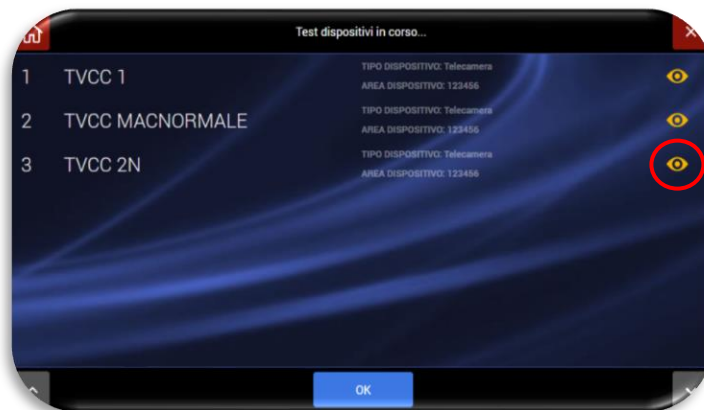 Test dispositivi in corso...
1 TVCC 1 TIPO DISPOSITIVO: Telecamera
AREA DISPOSITIVO: 123456
2 TVCC MACNORMALE TIPO DISPOSITIVO: Telecamera
AREA DISPOSITIVO: 123456
3 TVCC 2N TIPO DISPOSITIVO: Telecamera
AREA DISPOSITIVO: 123456
OK